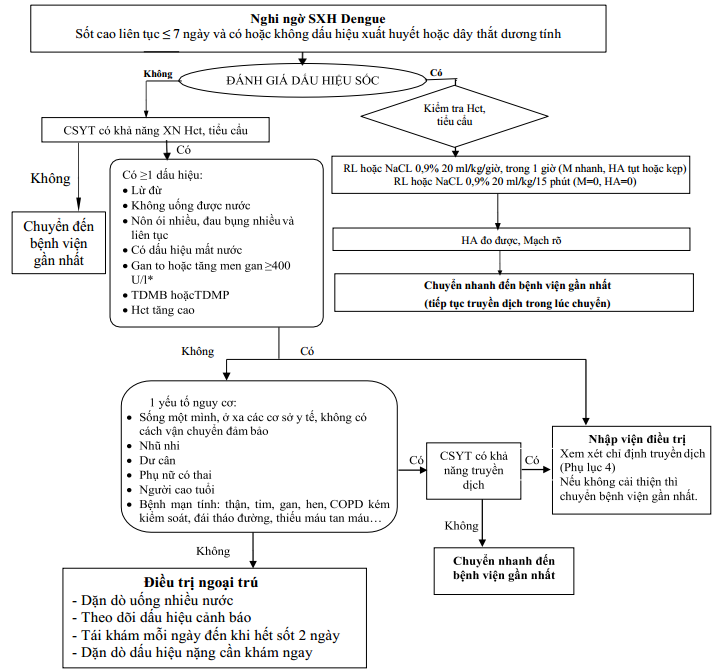 Nghi ngờ SXH Dengue
Sốt cao liên tục ≤ 7 ngày và có hoặc không dấu hiệu xuất huyết hoặc dây thắt dương tính
Không
ĐÁNH GIÁ DẤU HIỆU SỐC
Có
Kiểm tra Hct,
tiểu cầu
CSYT có khả năng XN Hct, tiểu cầu
Không
Có
Chuyển đến
bệnh viện
gần nhất
Có ≥1 dấu hiệu:
• Lừ đừ
• Không uống được nước
• Nôn ói nhiều, đau bụng nhiều và
liên tục
• Có dấu hiệu mất nước
• Gan to hoặc tăng men gan ≥400
U/l*
• TDMB hoặcTDMP
• Hct tăng cao
RL hoặc NaCL 0,9% 20 ml/kg/giờ, trong 1 giờ (M nhanh, HA tụt hoặc kẹp)
RL hoặc NaCL 0,9% 20 ml/kg/15 phút (M=0, HA=0)
HA đo được, Mạch rõ
Chuyển nhanh đến bệnh viện gần nhất
(tiếp tục truyền dịch trong lúc chuyển)
Không
Có
1 yếu tố nguy cơ:
• Sống một mình, ở xa các cơ sở y tế, không có
cách vận chuyển đảm bảo
• Nhũ nhi
• Dư cân
• Phụ nữ có thai
• Người cao tuổi
• Bệnh mạn tính: thận, tim, gan, hen, COPD kém
kiểm soát, đái tháo đường, thiếu máu tan máu…
Có
CSYT có khả
năng truyền
dịch
Có
Nhập viện điều trị
- Xem xét chỉ định truyền dịch
(Phụ lục 4)
- Nếu không cải thiện thì
chuyển bệnh viện gần nhất.
Không
Chuyển nhanh đến
bệnh viện gần nhất
Không
Điều trị ngoại trú
- Dặn dò uống nhiều nước
- Theo dõi dấu hiệu cảnh báo
- Tái khám mỗi ngày đến khi hết sốt 2 ngày
- Dặn dò dấu hiệu nặng cần khám ngay